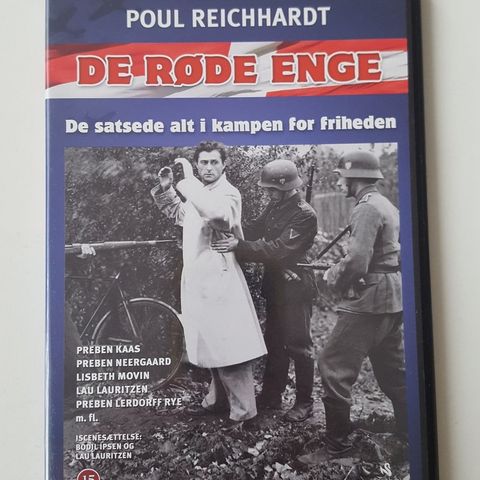 POUL REICHHARDT
DE RØDE ENGE
De satsede alt i kampen for friheden
PREBEN KAAS
PREBEN NEERGAARD
LISBETH MOVIN
LAU LAURITZEN
PREBEN LERDORFF RYE
m. fl.
ISCENESÆTTELSE:
BODIL IPSEN OG
LAU LAURITZEN
15